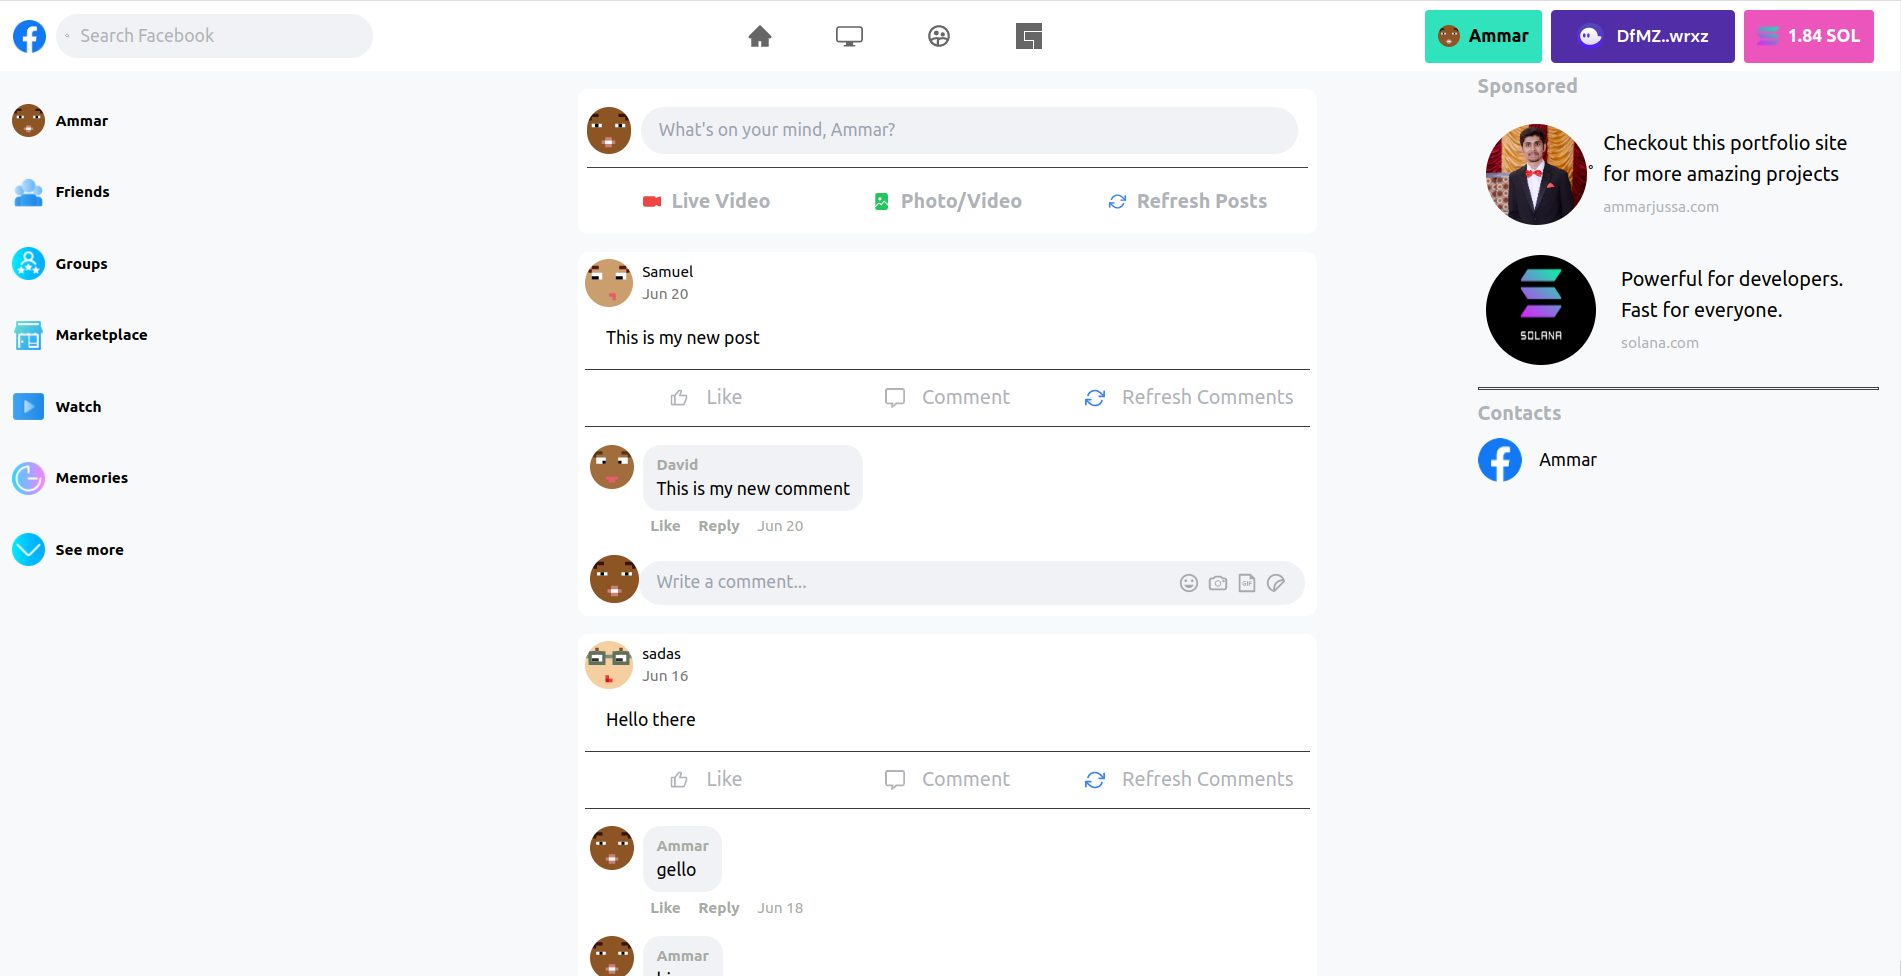 Search Facebook
Ammar
DfMZ..wrxz
1.84 SOL
Ammar
Friends
Groups
Marketplace
Watch
Memories
See more
What's on your mind, Ammar?
Live Video
Photo/Video
Refresh Posts
Samuel
Jun 20
This is my new post
Like
Comment
Refresh Comments
David
This is my new comment
Like
Reply
Jun 20
Write a comment...
GIF
sadas
Jun 16
Hello there
Like
Comment
Refresh Comments
Ammar
gello
Like
Reply
Jun 18
Ammar
Sponsored
Checkout this portfolio site
for more amazing projects
ammarjussa.com
SOLANA
Powerful for developers.
Fast for everyone.
solana.com
Contacts
Ammar